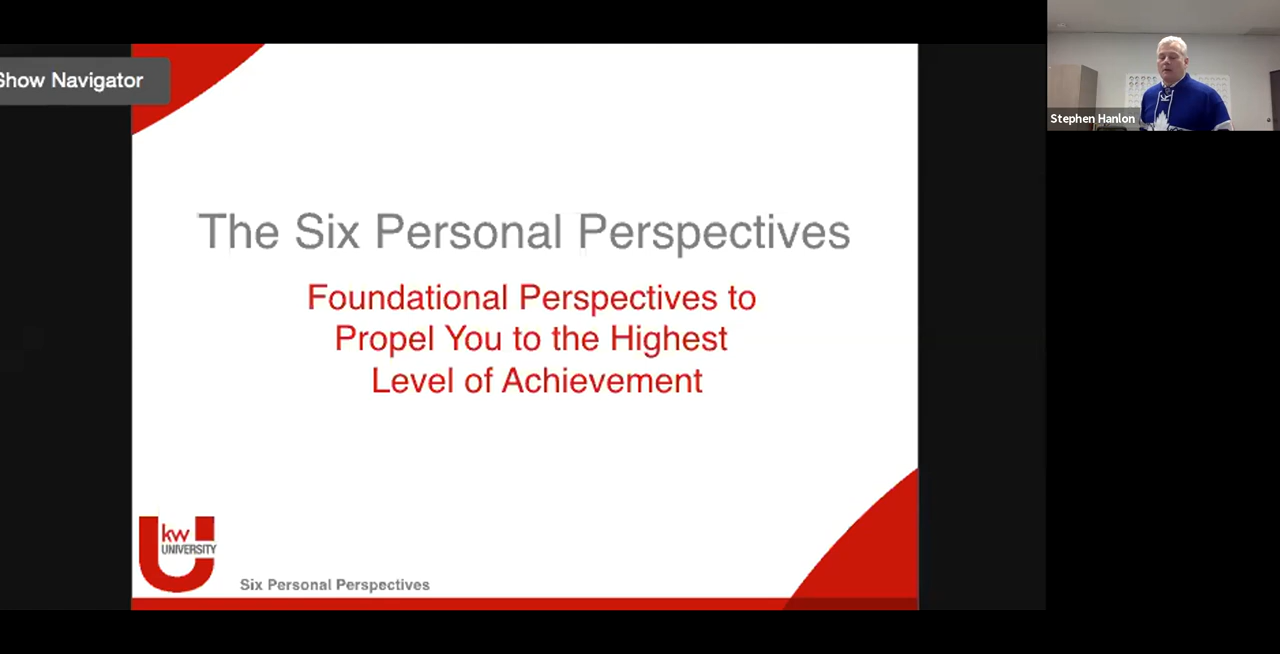 Show Navigator
Stephen Hanlon
The Six Personal Perspectives
Foundational Perspectives to
Propel You to the Highest
Level of Achievement
kw
UNIVERSITY
Six Personal Perspectives